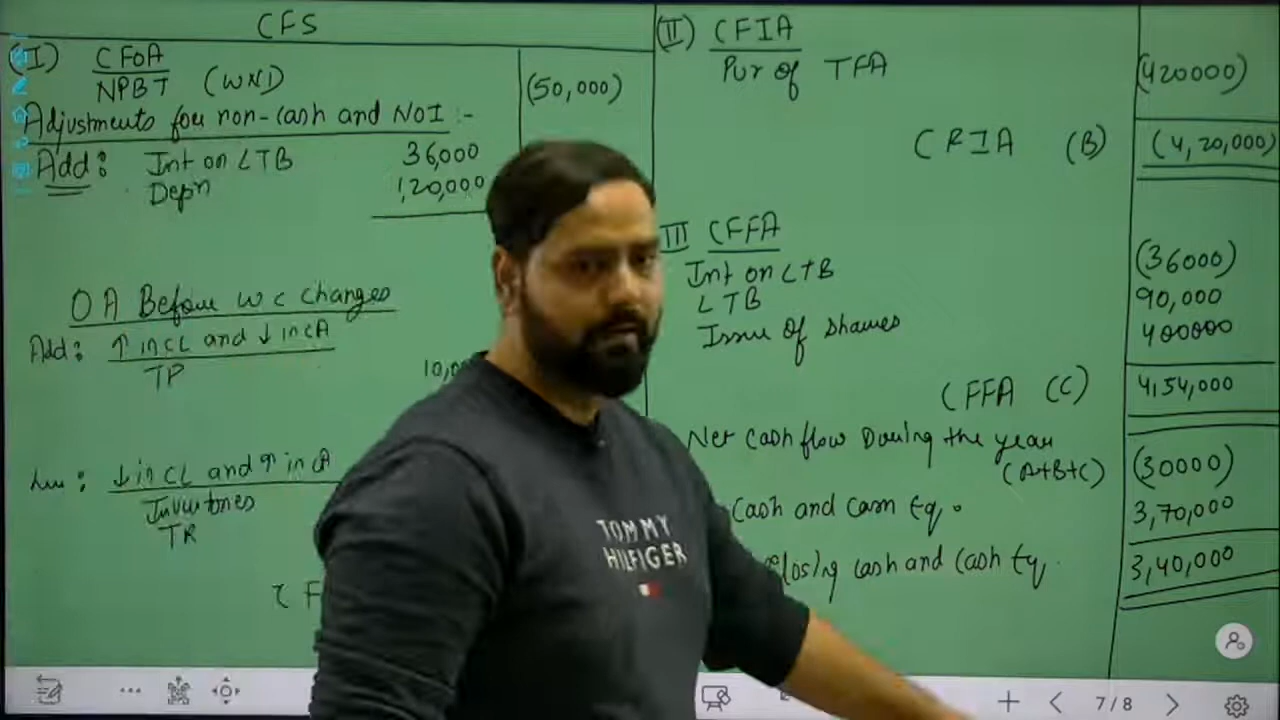 CFS
(I) CFOA
NPBT (WN1) (50,000)
Adjustments for non-cash and NOI :-
Add: Int on LTB 36,000
Depn 1,20,000
OA Before WC Changes
Add: ↑ in CL and ↓ in CA
TP 10,0
↓ in CL and ↑ in CA
TR
(II) CFIA
Pur of TFA (420000)
(B) (4,20,000)
III CFFA
Int on LTB (36000)
LTB 90,000
Issue of Shares 400000
CFFA (C) 4,54,000
Net Cash flow During the year
(A+B+C) (30000)
Cash and Cash Eq. 3,70,000
closing cash and Cash Eq. 3,40,000
TOMMY
HILFIGER
7/8